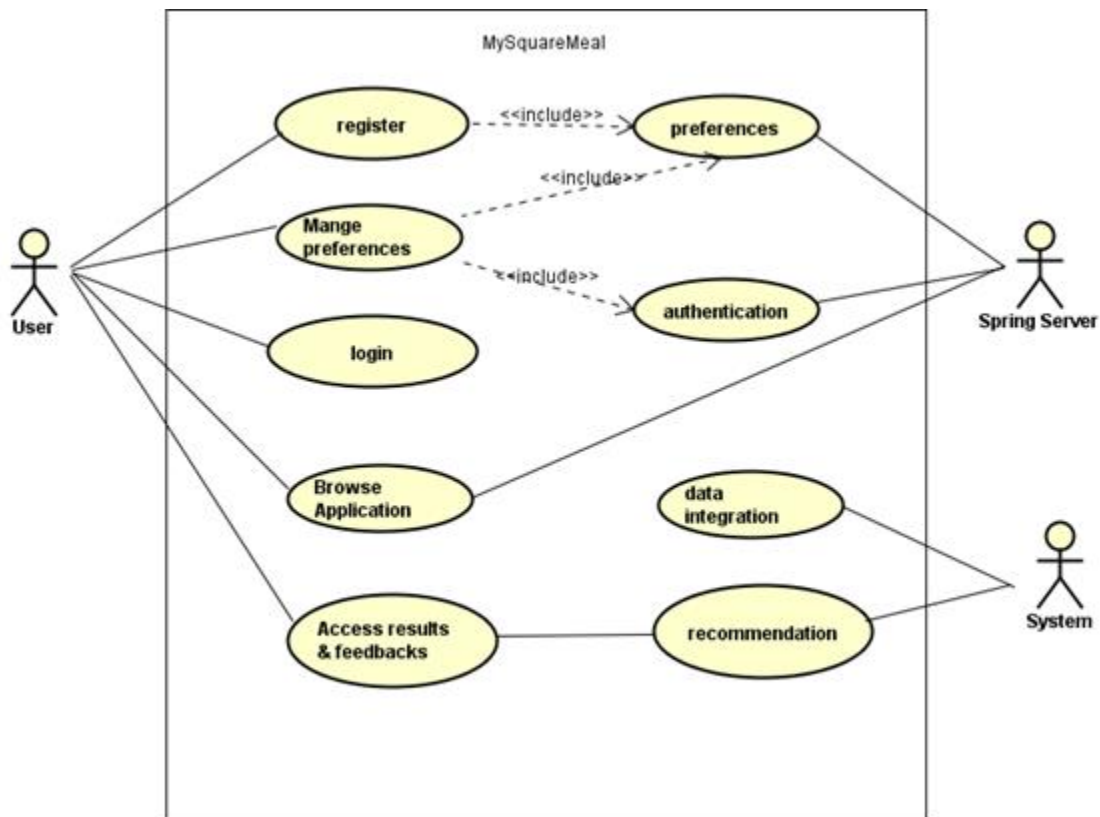 MySquareMeal
register
<<include>>
preferences
<<include>>
Mange
preferences
<<include>>
authentication
User
Spring Server
login
Browse
Application
data
integration
Access results
& feedbacks
recommendation
System